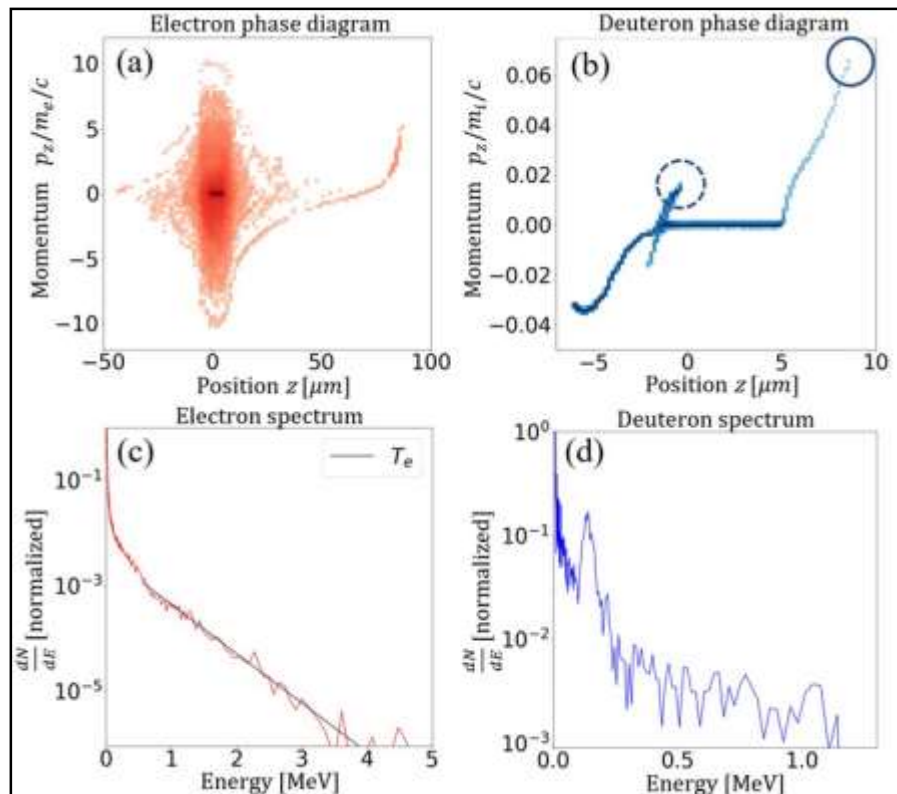 Electron phase diagram
(a)
10
5
0
−5
−10
Momentum p_z/m_e/c
−50 0 50 100
Position z [μm]
Deuteron phase diagram
(b)
0.06
0.04
0.02
0.00
−0.02
−0.04
Momentum p_z/m_i/c
−5 0 5 10
Position z [μm]
Electron spectrum
(c)
T_e
10⁻¹
10⁻³
10⁻⁵
dN/dE [normalized]
0 1 2 3 4 5
Energy [MeV]
Deuteron spectrum
(d)
10⁰
10⁻¹
10⁻²
10⁻³
dN/dE [normalized]
0.0 0.5 1.0
Energy [MeV]